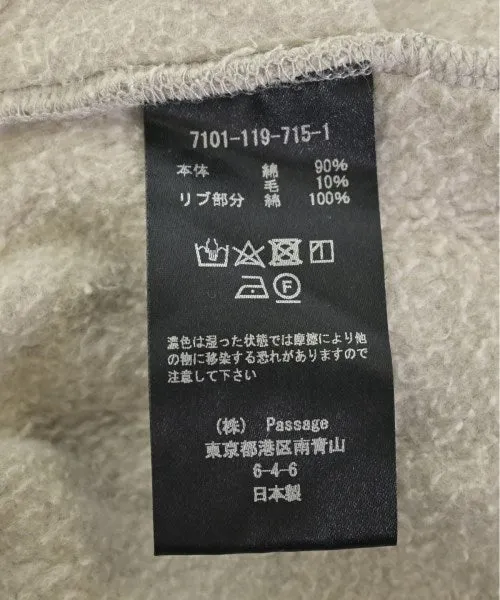 7101-119-715-1
本体 綿 90%
毛 10%
リブ部分 綿 100%
F
濃色は湿った状態では摩擦により他
の物に移染する恐れがありますので
注意して下さい
(株) Passage
東京都港区南青山
6-4-6
日本製